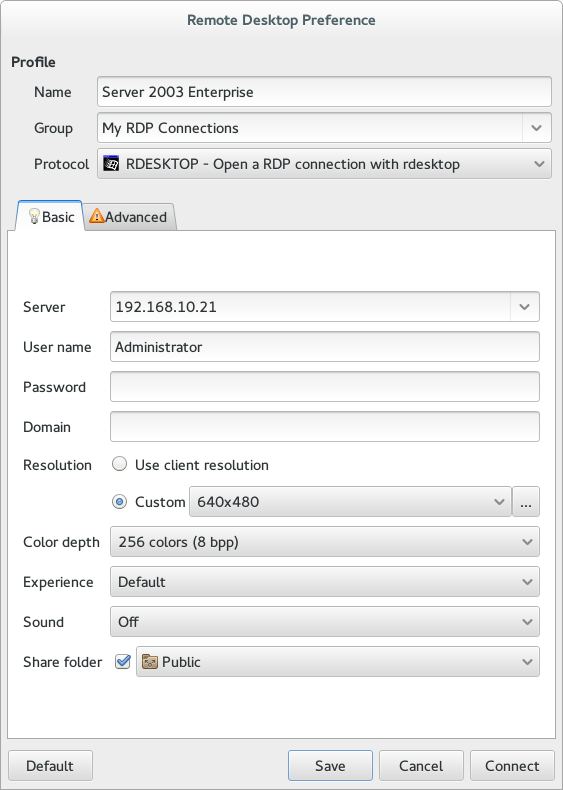 Remote Desktop Preference
Profile
Name Server 2003 Enterprise
Group My RDP Connections
Protocol RDESKTOP - Open a RDP connection with rdesktop
Basic Advanced
Server 192.168.10.21
User name Administrator
Password
Domain
Resolution Use client resolution
Custom 640x480 ...
Color depth 256 colors (8 bpp)
Experience Default
Sound Off
Share folder Public
Default Save Cancel Connect